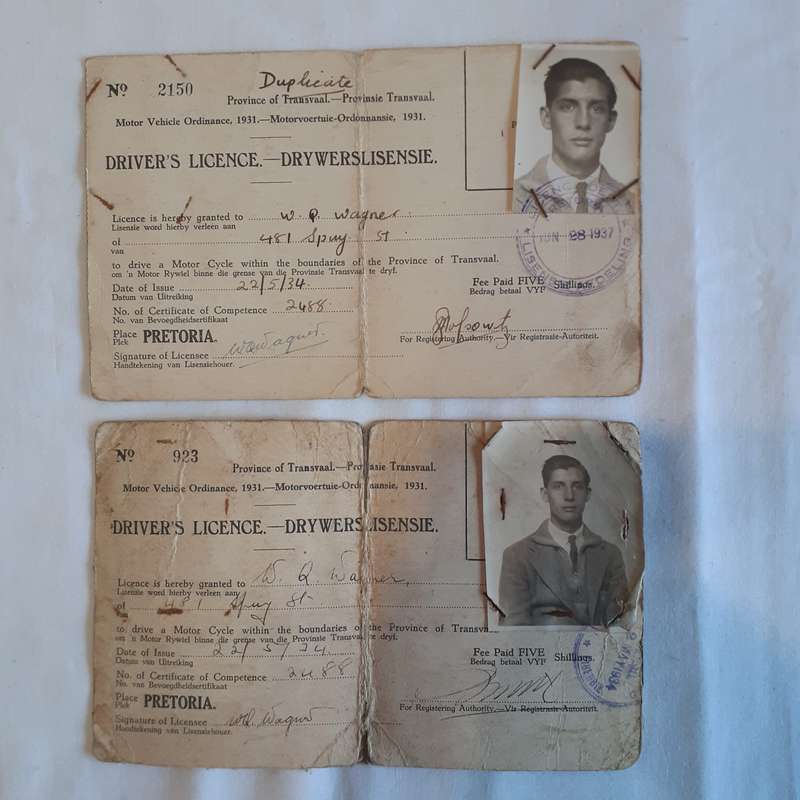 Nº 2150
Duplicate
Province of Transvaal.—Provinsie Transvaal.
Motor Vehicle Ordinance, 1931.—Motorvoertuie-Ordonnansie, 1931.
DRIVER'S LICENCE.—DRYWERSLISENSIE.
Licence is hereby granted to W. Q. Wagner
Lisensie word hierby verleen aan
of 481 Spuy St
van
to drive a Motor Cycle within the boundaries of the Province of Transvaal.
om 'n Motor Rywiel binne die grense van die Provinsie Transvaal te dryf.
Date of Issue 22/5/34.
Datum van Uitreiking
Fee Paid FIVE Shillings.
Bedrag betaal VYF
No. of Certificate of Competence 2488
No. van Bevoegdheidsertifikaat
Place PRETORIA.
Plek
For Registering Authority.—Vir Registrasie-Autoriteit.
Signature of Licensee WQWagner
Handtekening van Lisensiehouer.
JUN 28 1937
Nº 923
Province of Transvaal.—Provinsie Transvaal.
Motor Vehicle Ordinance, 1931.—Motorvoertuie-Ordonnansie, 1931.
DRIVER'S LICENCE.—DRYWERSLISENSIE.
Licence is hereby granted to W. Q. Wagner,
Lisensie word hierby verleen aan
of 481 Spuy St
to drive a Motor Cycle within the boundaries of the Province of Transvaal
om 'n Motor Rywiel binne die grense van die Provinsie Transvaal te dryf.
Date of Issue 22/5/34
Datum van Uitreiking
Fee Paid FIVE Shillings.
Bedrag betaal VYF
No. of Certificate of Competence 2488
No. van Bevoegdheidsertifikaat
Place PRETORIA.
Plek
For Registering Authority.—Vir Registrasie-Autoriteit.
Signature of Licensee WQ. Wagner
Handtekening van Lisensiehouer.